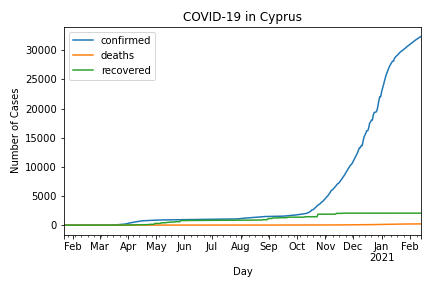 COVID-19 in Cyprus
confirmed
deaths
recovered
Number of Cases
30000
25000
20000
15000
10000
5000
0
Feb Mar Apr May Jun Jul Aug Sep Oct Nov Dec Jan Feb
2021
Day